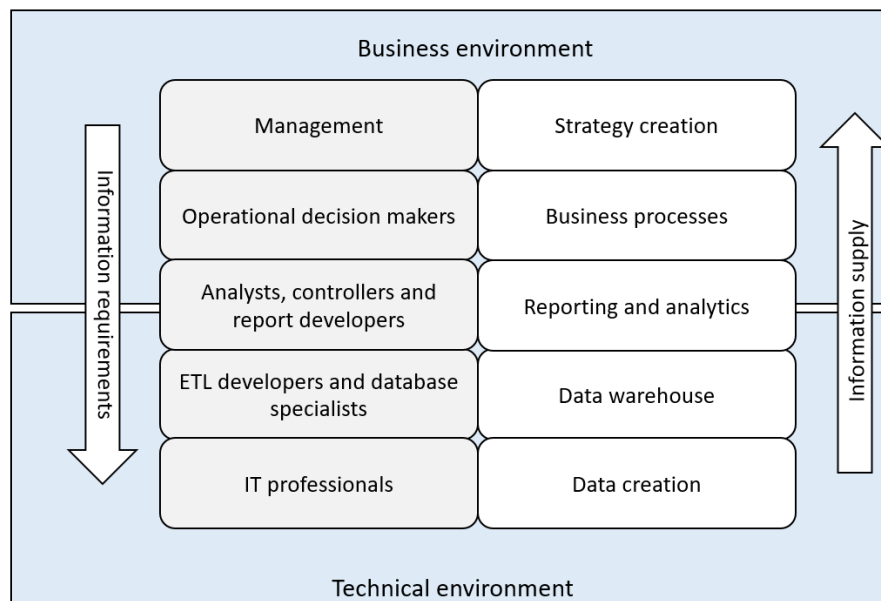 Business environment
Management
Strategy creation
Operational decision makers
Business processes
Analysts, controllers and
report developers
Reporting and analytics
ETL developers and database
specialists
Data warehouse
IT professionals
Data creation
Information requirements
Information supply
Technical environment